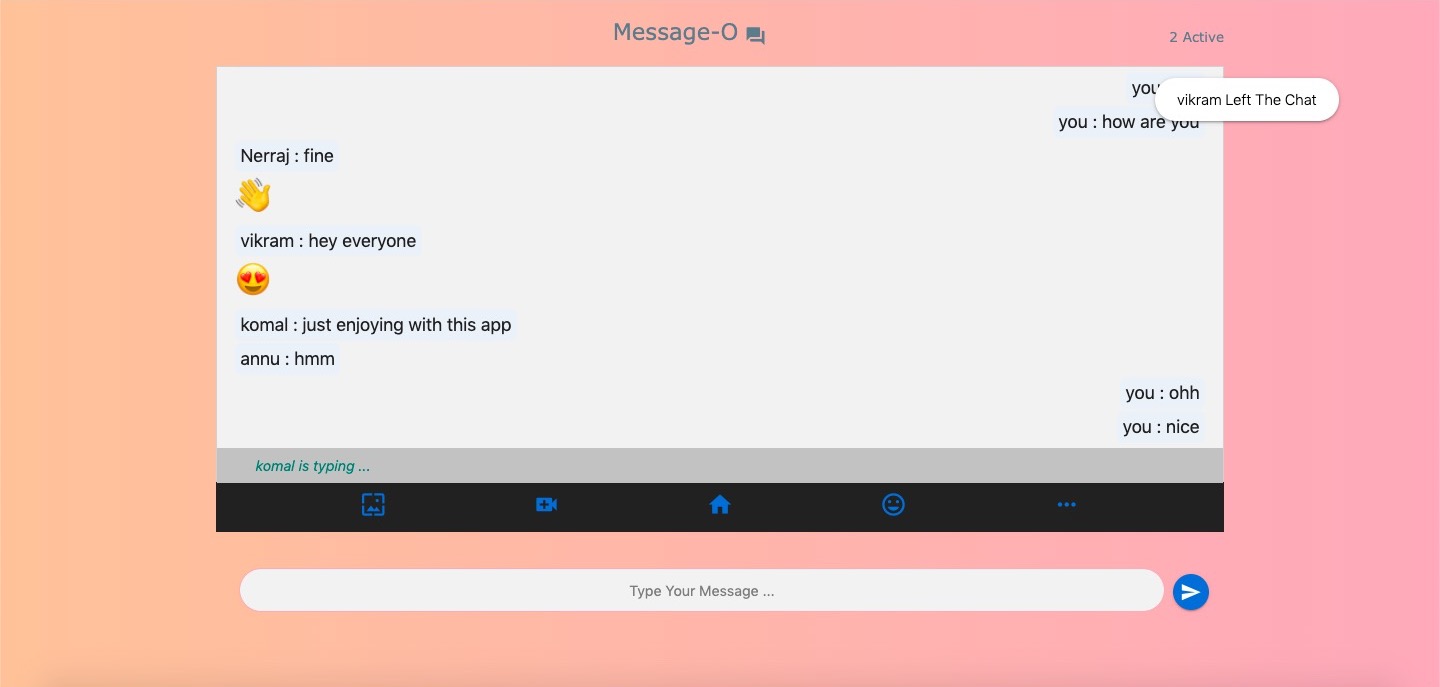 Message-O
2 Active
you
vikram Left The Chat
you : how are you
Nerraj : fine
vikram : hey everyone
komal : just enjoying with this app
annu : hmm
you : ohh
you : nice
komal is typing ...
Type Your Message ...